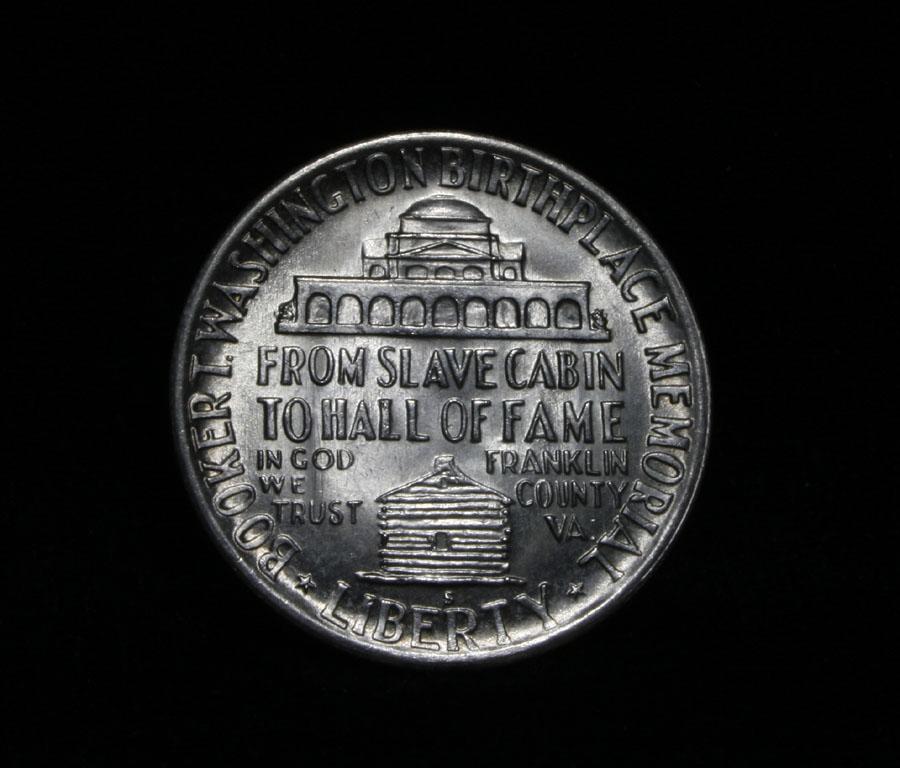 BOOKER T. WASHINGTON BIRTHPLACE MEMORIAL
FROM SLAVE CABIN
TO HALL OF FAME
IN GOD
WE
TRUST
FRANKLIN
COUNTY
VA.
S
LIBERTY